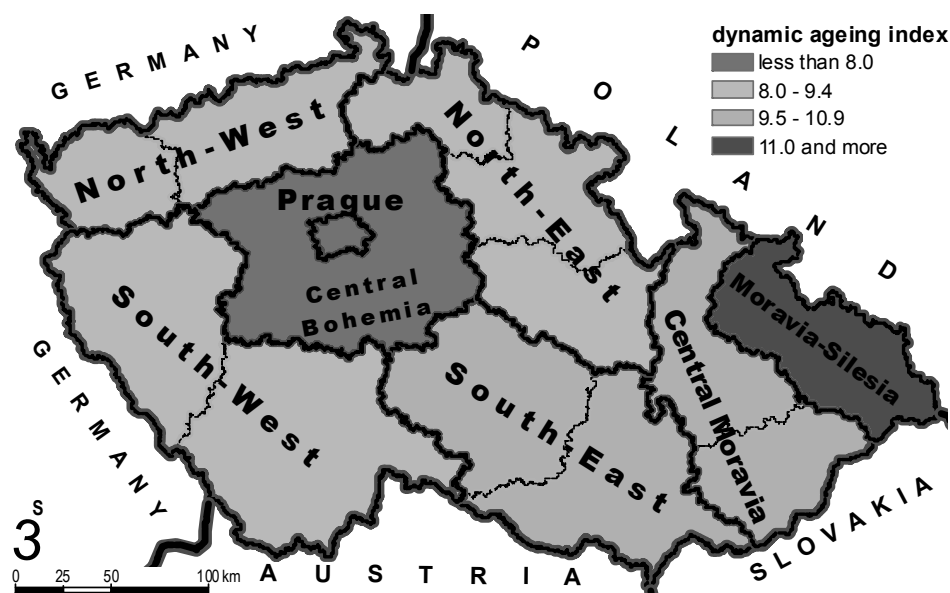 dynamic ageing index
less than 8.0
8.0 - 9.4
9.5 - 10.9
11.0 and more
GERMANY
POLAND
North-West
North-East
Prague
Central
Bohemia
Moravia-Silesia
South-West
Central Moravia
South-East
GERMANY
SLOVAKIA
AUSTRIA
3
S
0 25 50 100 km